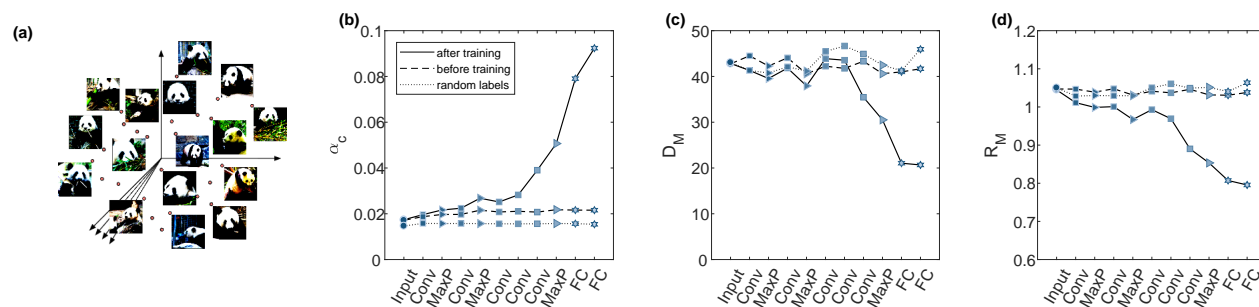 (a)
(b)
0.1
0.08
0.06
0.04
0.02
0
α_c
after training
before training
random labels
Input
Conv
MaxP
Conv
MaxP
Conv
Conv
Conv
MaxP
FC
FC
(c)
50
40
30
20
10
0
D_M
Input
Conv
MaxP
Conv
MaxP
Conv
Conv
Conv
MaxP
FC
FC
(d)
1.2
1.1
1
0.9
0.8
0.7
0.6
R_M
Input
Conv
MaxP
Conv
MaxP
Conv
Conv
Conv
MaxP
FC
FC